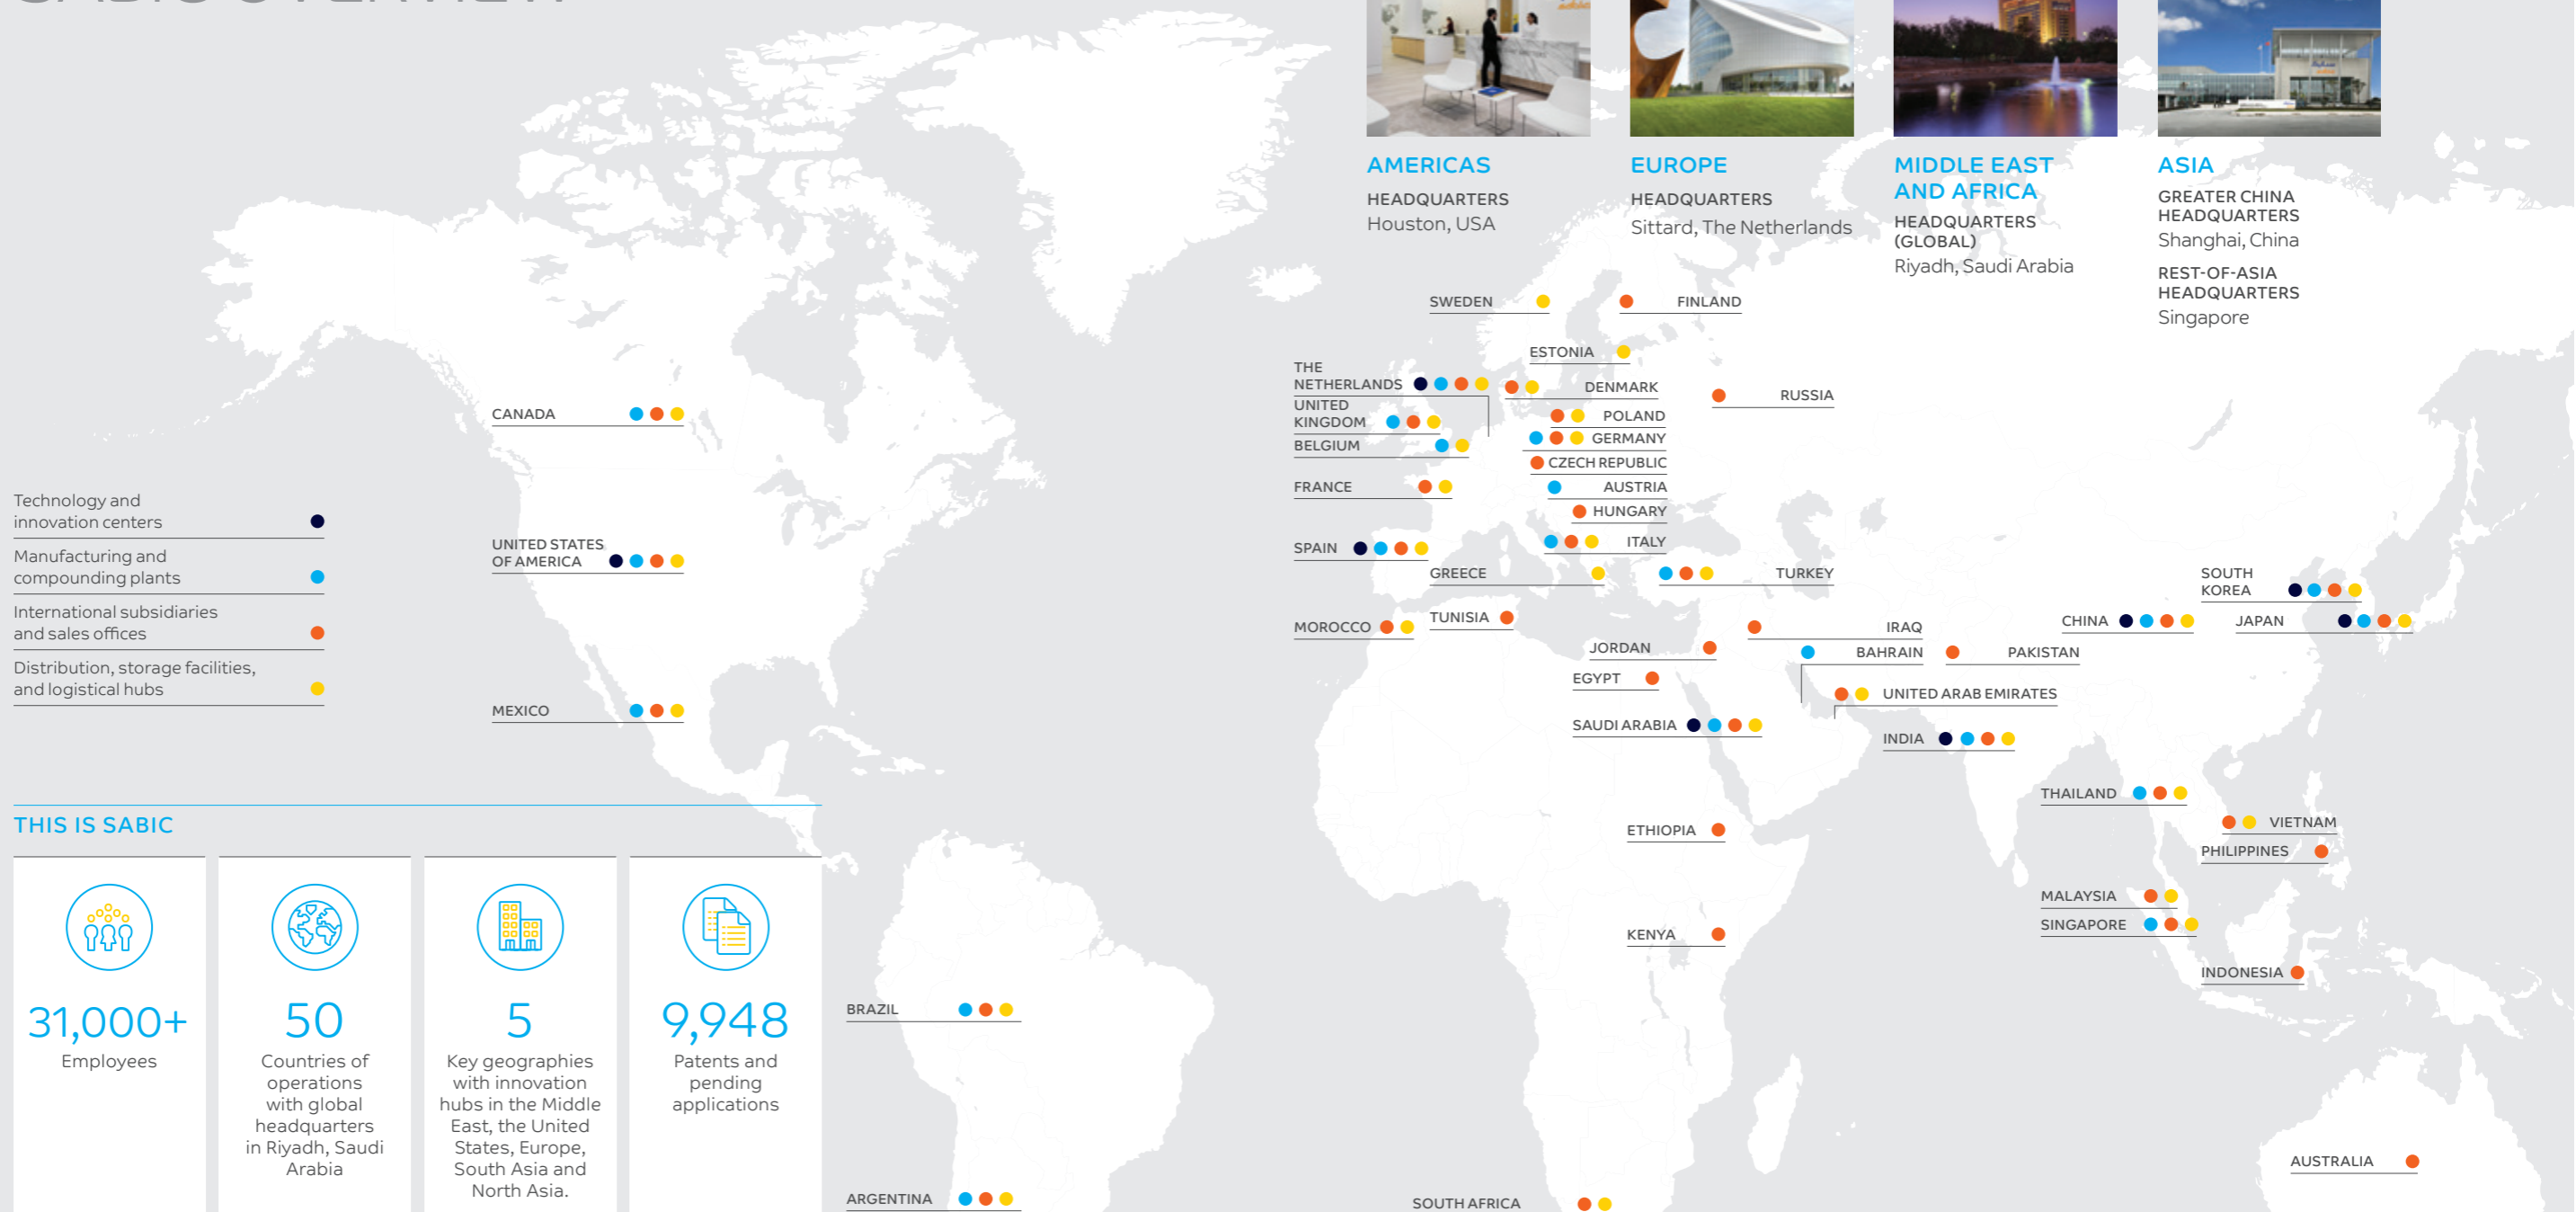 SABIC OVERVIEW
AMERICAS
HEADQUARTERS
Houston, USA
EUROPE
HEADQUARTERS
Sittard, The Netherlands
MIDDLE EAST
AND AFRICA
HEADQUARTERS
(GLOBAL)
Riyadh, Saudi Arabia
ASIA
GREATER CHINA
HEADQUARTERS
Shanghai, China
REST-OF-ASIA
HEADQUARTERS
Singapore
CANADA
UNITED STATES
OF AMERICA
MEXICO
Technology and
innovation centers
Manufacturing and
compounding plants
International subsidiaries
and sales offices
Distribution, storage facilities,
and logistical hubs
SWEDEN
FINLAND
ESTONIA
THE
NETHERLANDS
DENMARK
RUSSIA
UNITED
KINGDOM
POLAND
BELGIUM
GERMANY
CZECH REPUBLIC
FRANCE
AUSTRIA
HUNGARY
SPAIN
ITALY
GREECE
TURKEY
MOROCCO
TUNISIA
IRAQ
JORDAN
BAHRAIN
PAKISTAN
EGYPT
UNITED ARAB EMIRATES
SAUDI ARABIA
INDIA
SOUTH
KOREA
CHINA
JAPAN
THAILAND
VIETNAM
PHILIPPINES
MALAYSIA
SINGAPORE
INDONESIA
ETHIOPIA
KENYA
SOUTH AFRICA
AUSTRALIA
BRAZIL
ARGENTINA
THIS IS SABIC
31,000+
Employees
50
Countries of
operations
with global
headquarters
in Riyadh, Saudi
Arabia
5
Key geographies
with innovation
hubs in the Middle
East, the United
States, Europe,
South Asia and
North Asia.
9,948
Patents and
pending
applications